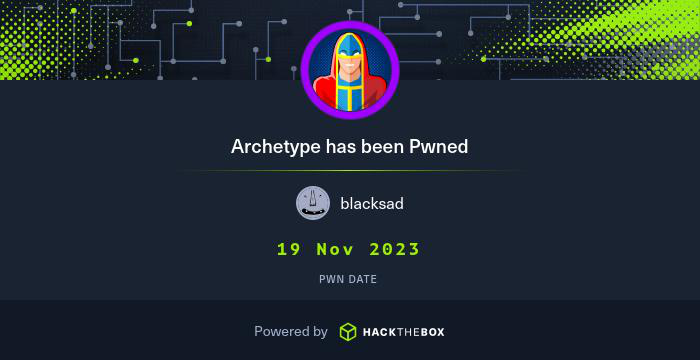 Archetype has been Pwned
blacksad
19 Nov 2023
PWN DATE
Powered by HACKTHEBOX